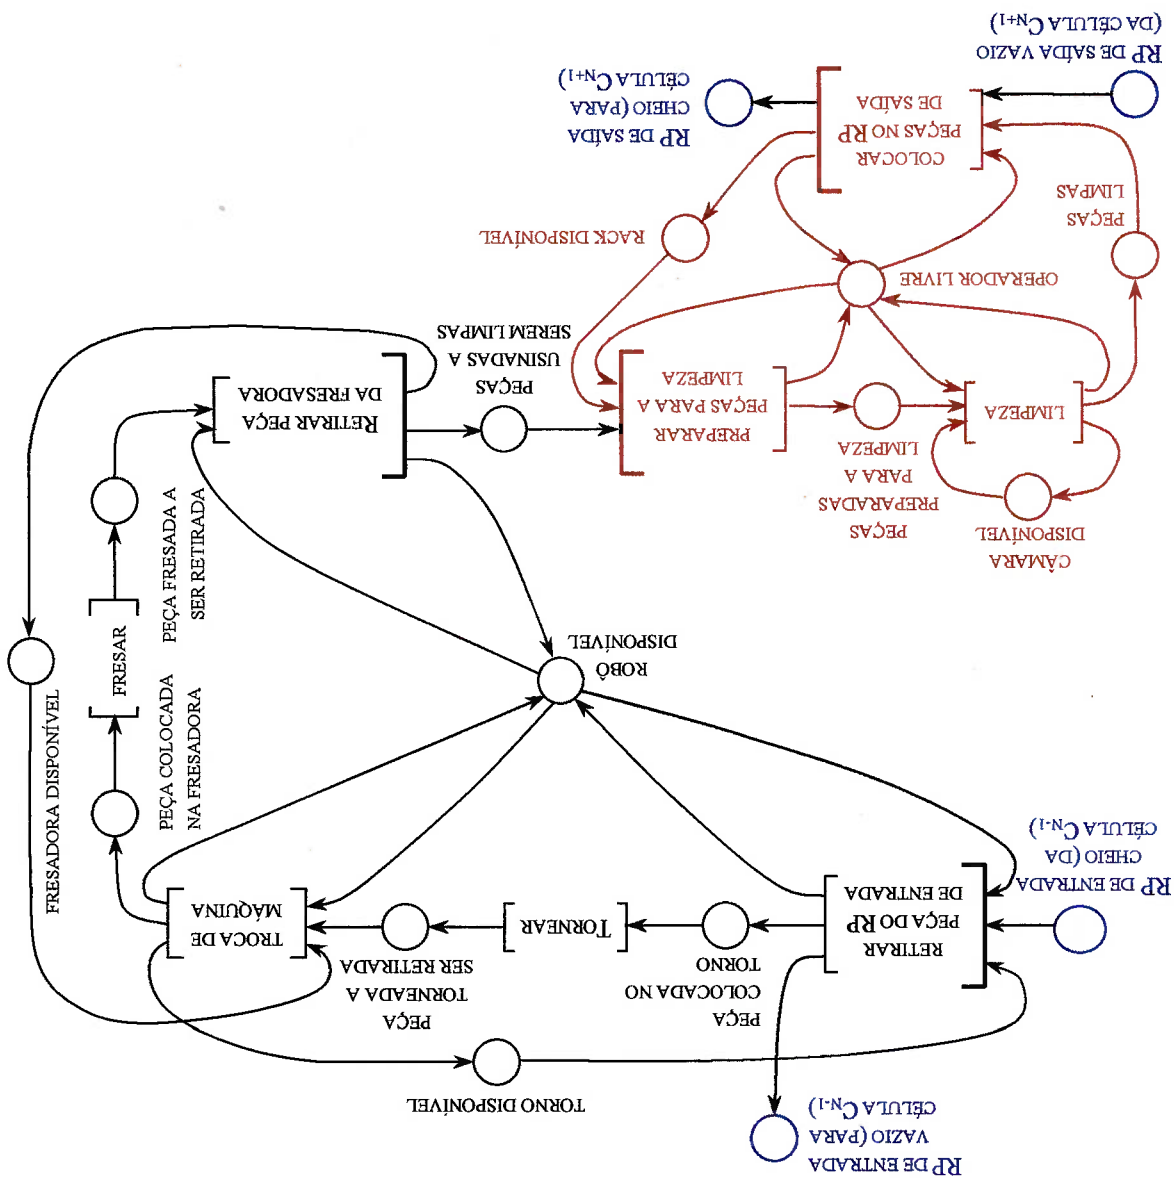 RP DE ENTRADA
VAZIO (PARA
CÉLULA CN-1)
TORNO DISPONÍVEL
RP DE ENTRADA
CHEIO (DA
CÉLULA CN-1)
RETIRAR
PEÇA DO RP
DE ENTRADA
PEÇA
COLOCADA NO
TORNO
TORNEAR
PEÇA
TORNEADA A
SER RETIRADA
TROCA DE
MÁQUINA
FRESADORA DISPONÍVEL
PEÇA COLOCADA
NA FRESADORA
FRESAR
PEÇA FRESADA A
SER RETIRADA
ROBÔ
DISPONÍVEL
RETIRAR PEÇA
DA FRESADORA
PEÇAS
USINADAS A
SEREM LIMPAS
CÂMARA
DISPONÍVEL
PEÇAS
PREPARADAS
PARA A
LIMPEZA
LIMPEZA
PREPARAR
PEÇAS PARA A
LIMPEZA
OPERADOR LIVRE
RACK DISPONÍVEL
PEÇAS
LIMPAS
COLOCAR
PEÇAS NO RP
DE SAÍDA
RP DE SAÍDA VAZIO
(DA CÉLULA CN+1)
RP DE SAÍDA
CHEIO (PARA
CÉLULA CN+1)